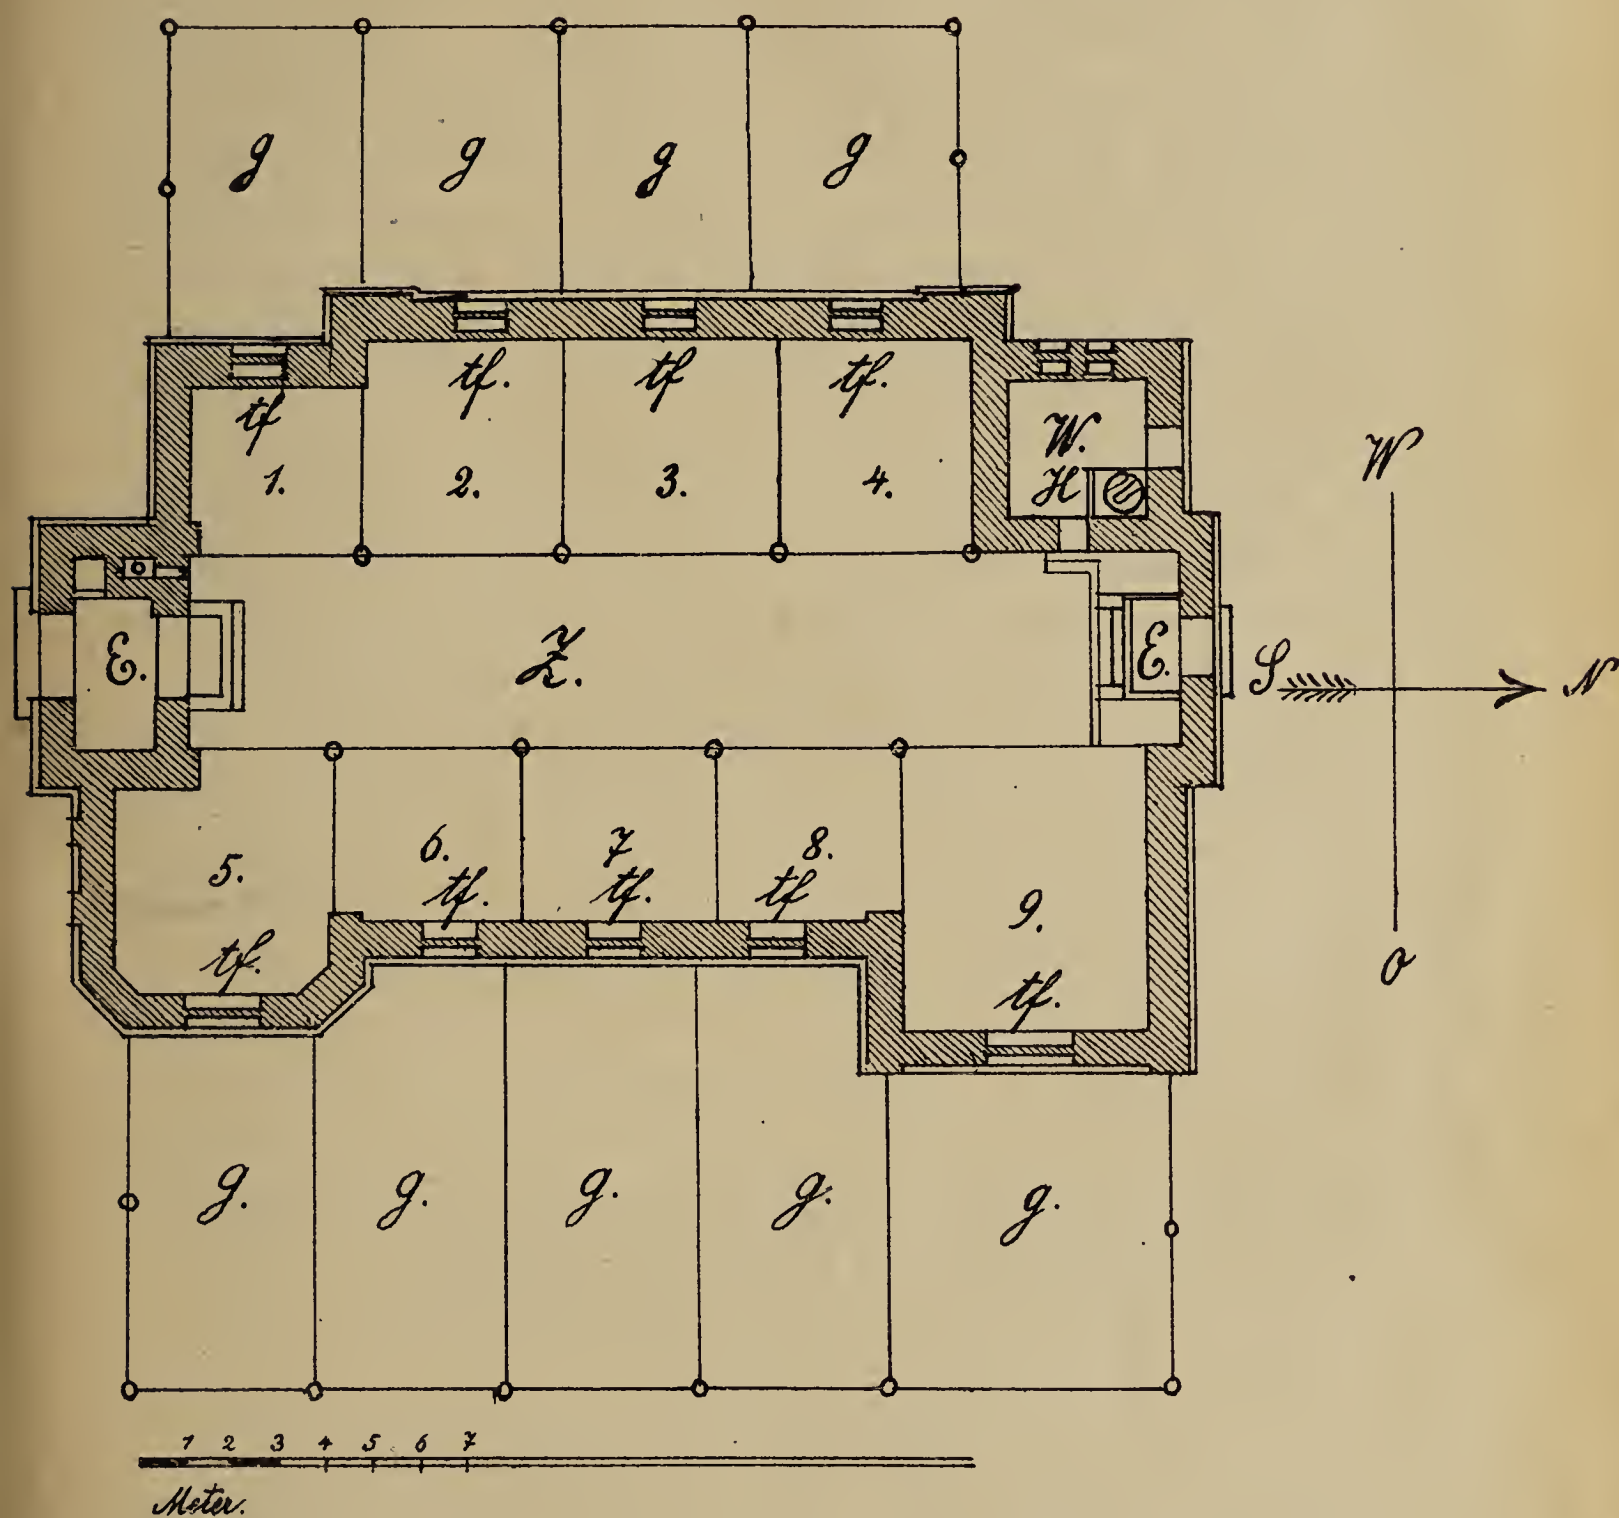 g g g g
tf tf. tf tf.
1. 2. 3. 4.
W.
H
W
E. Z. E. S N
5. 6. 7 8. 9.
tf. tf. tf. tf tf.
O
g. g. g. g. g.
1 2 3 4 5 6 7
Meter.